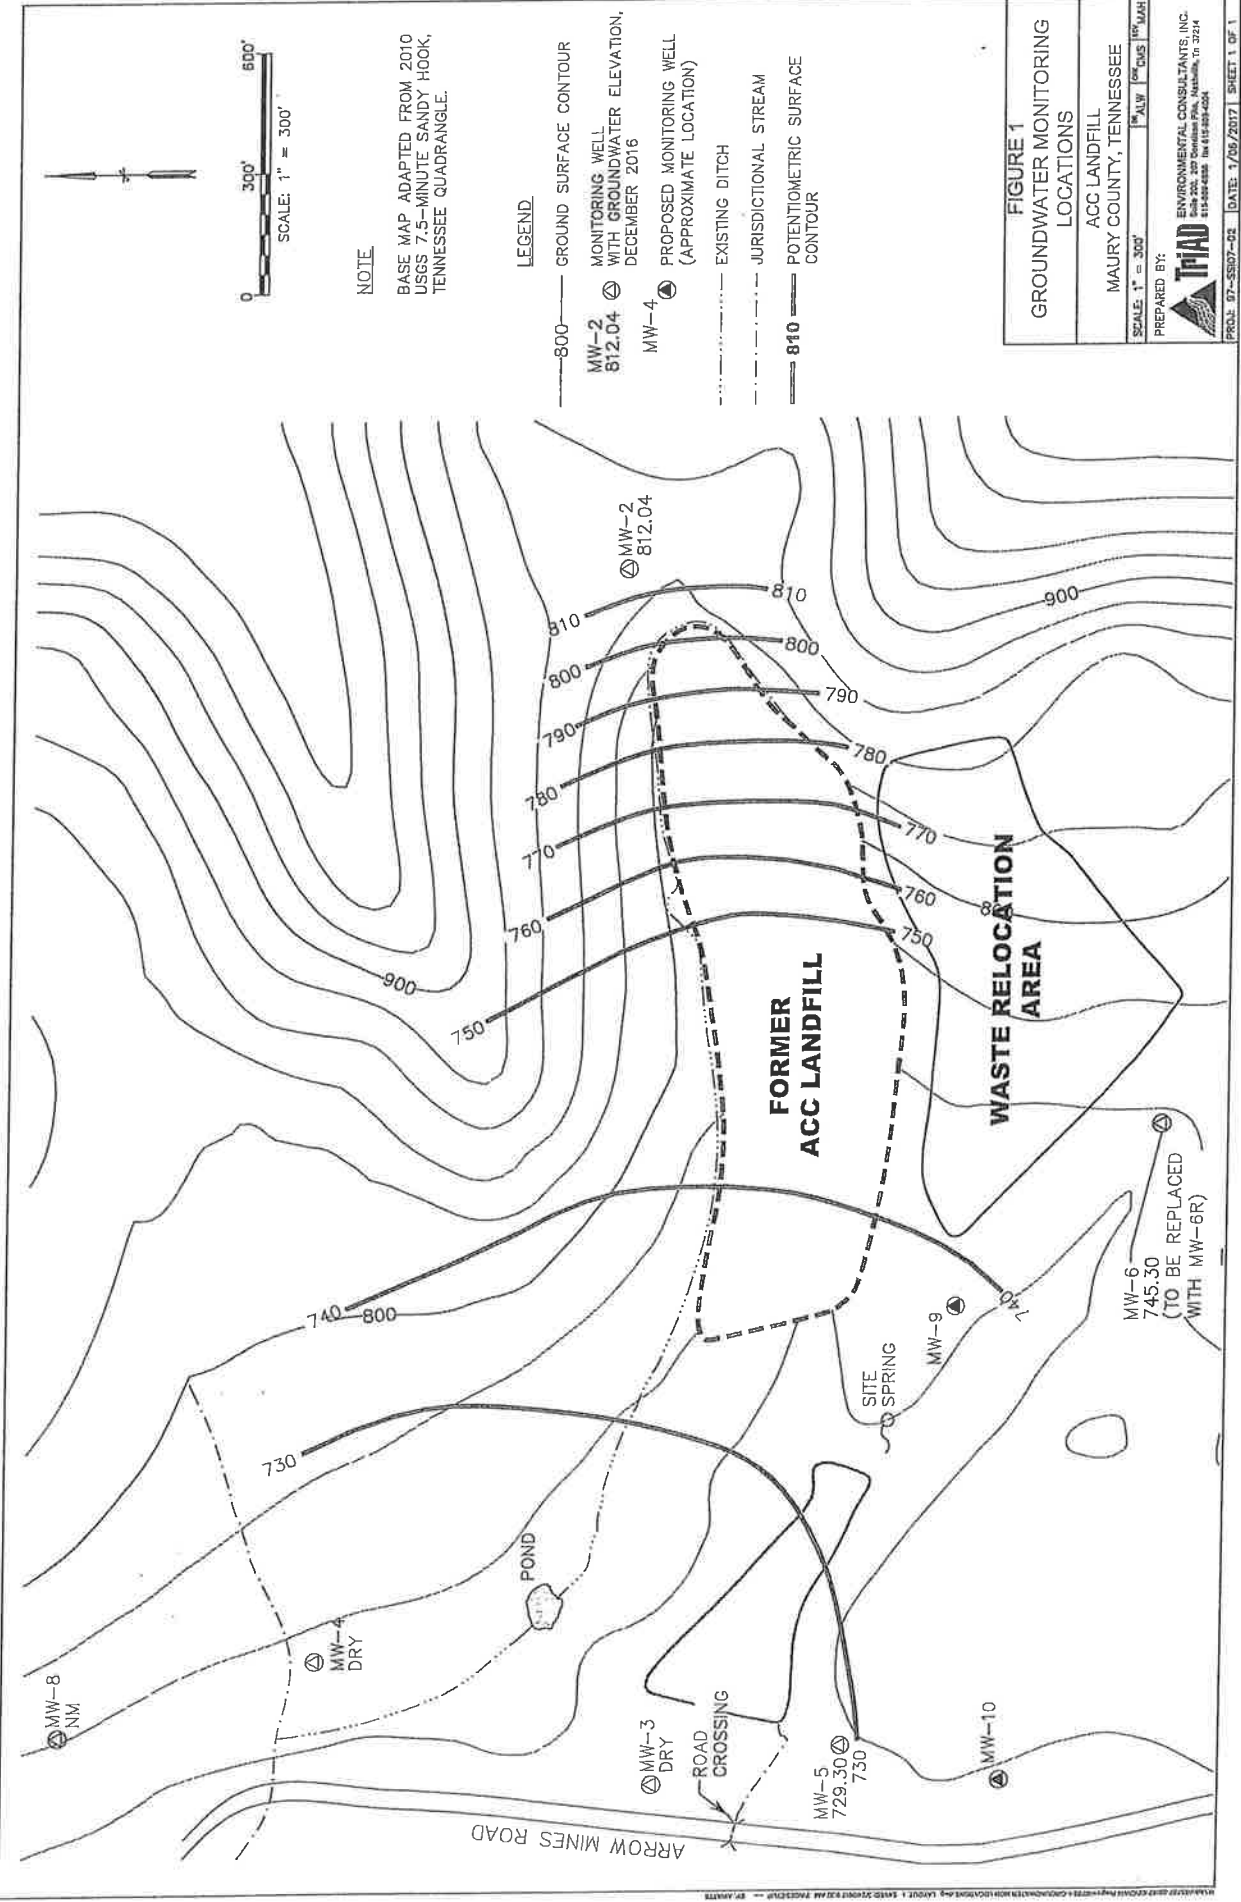 0
300'
600'
SCALE: 1" = 300'
NOTE
BASE MAP ADAPTED FROM 2010
USGS 7.5-MINUTE SANDY HOOK,
TENNESSEE QUADRANGLE.
LEGEND
800
GROUND SURFACE CONTOUR
MW-2
812.04
MONITORING WELL
WITH GROUNDWATER ELEVATION,
DECEMBER 2016
MW-4
PROPOSED MONITORING WELL
(APPROXIMATE LOCATION)
EXISTING DITCH
JURISDICTIONAL STREAM
810
POTENTIOMETRIC SURFACE
CONTOUR
FIGURE 1
GROUNDWATER MONITORING
LOCATIONS
ACC LANDFILL
MAURY COUNTY, TENNESSEE
SCALE: 1" = 300'
ALW
CMS
MAH
PREPARED BY:
TriAD
ENVIRONMENTAL CONSULTANTS, INC.
PROJ: 97-SSI07-02
DATE: 1/06/2017
SHEET 1 OF 1
MW-8
NM
MW-4
DRY
POND
MW-3
DRY
ROAD
CROSSING
ARROW MINES ROAD
MW-5
729.30
730
MW-10
730
740
800
750
760
770
780
790
800
810
900
MW-2
812.04
810
800
790
780
770
760
750
740
900
FORMER
ACC LANDFILL
WASTE RELOCATION
AREA
SITE
SPRING
MW-9
MW-6
745.30
(TO BE REPLACED
WITH MW-6R)